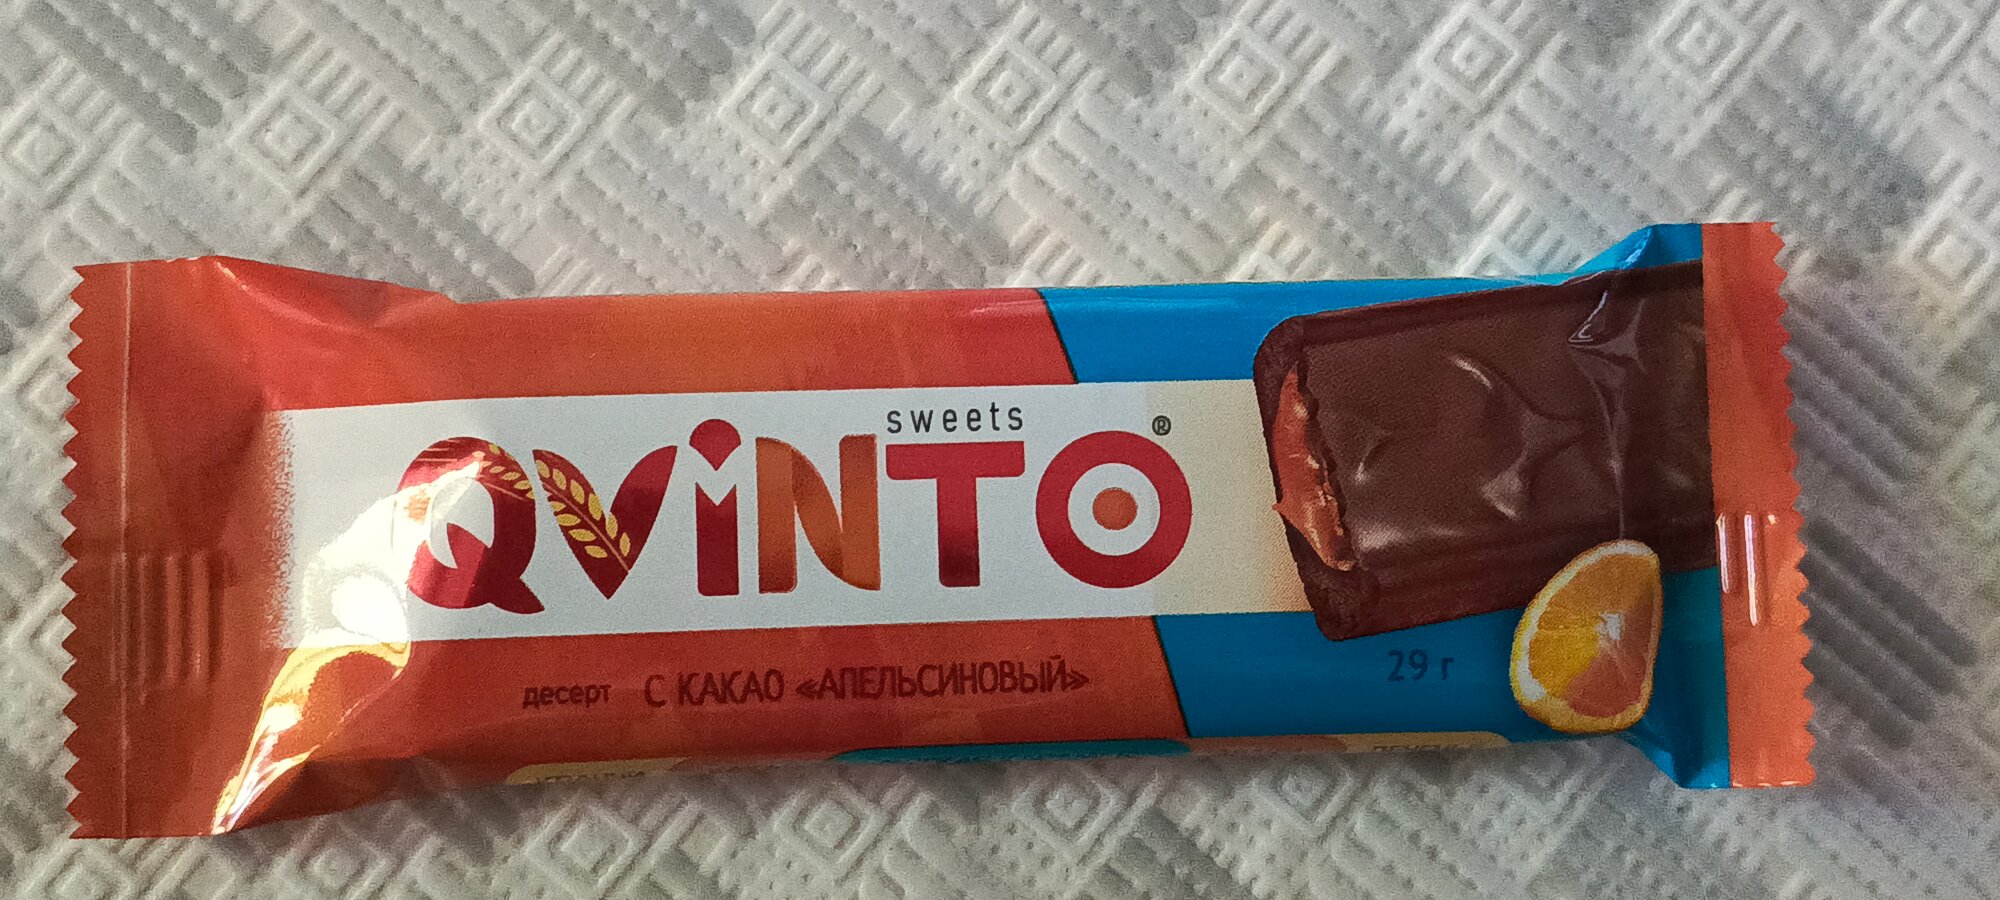 sweets
QViNTO®
десерт С КАКАО «АПЕЛЬСИНОВЫЙ»
29 г